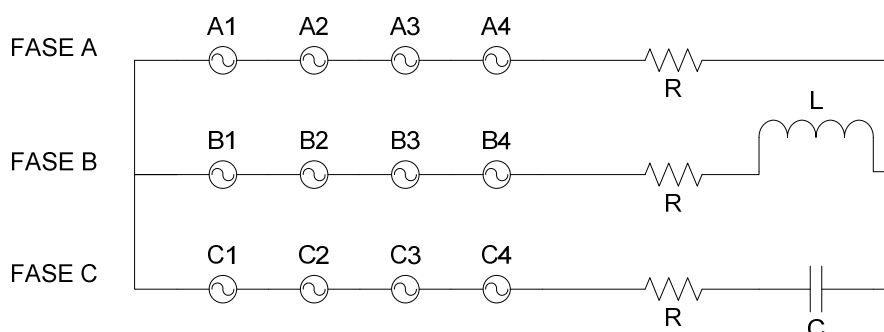 A1 A2 A3 A4
FASE A
R
L
B1 B2 B3 B4
FASE B
R
C1 C2 C3 C4
FASE C
R
C